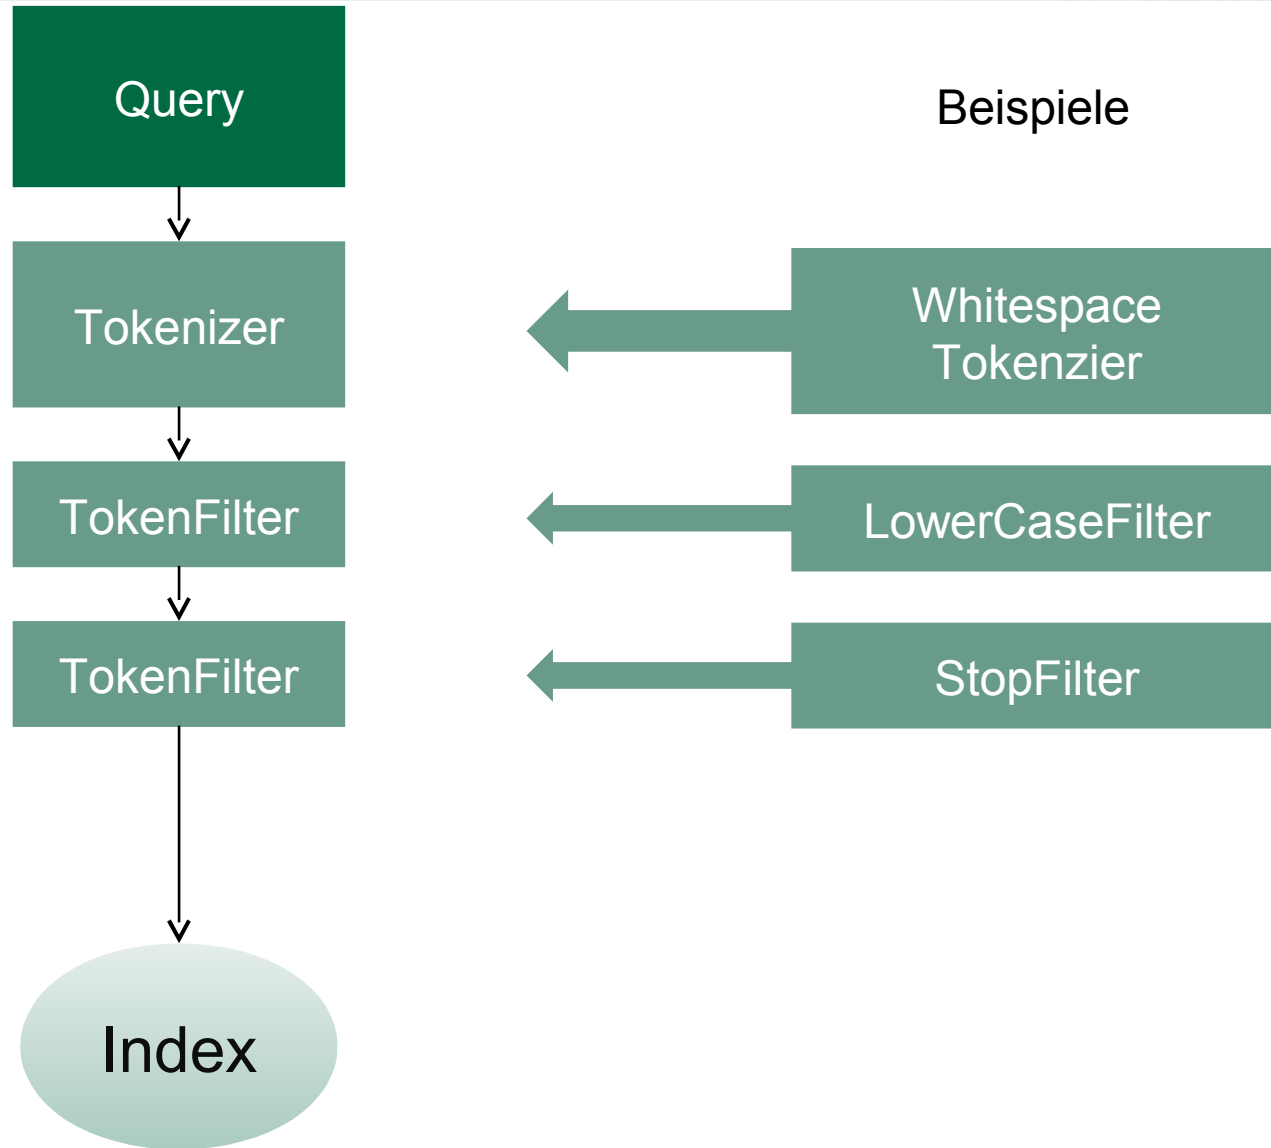 Query
Beispiele
Tokenizer
Whitespace
Tokenzier
TokenFilter
LowerCaseFilter
TokenFilter
StopFilter
Index